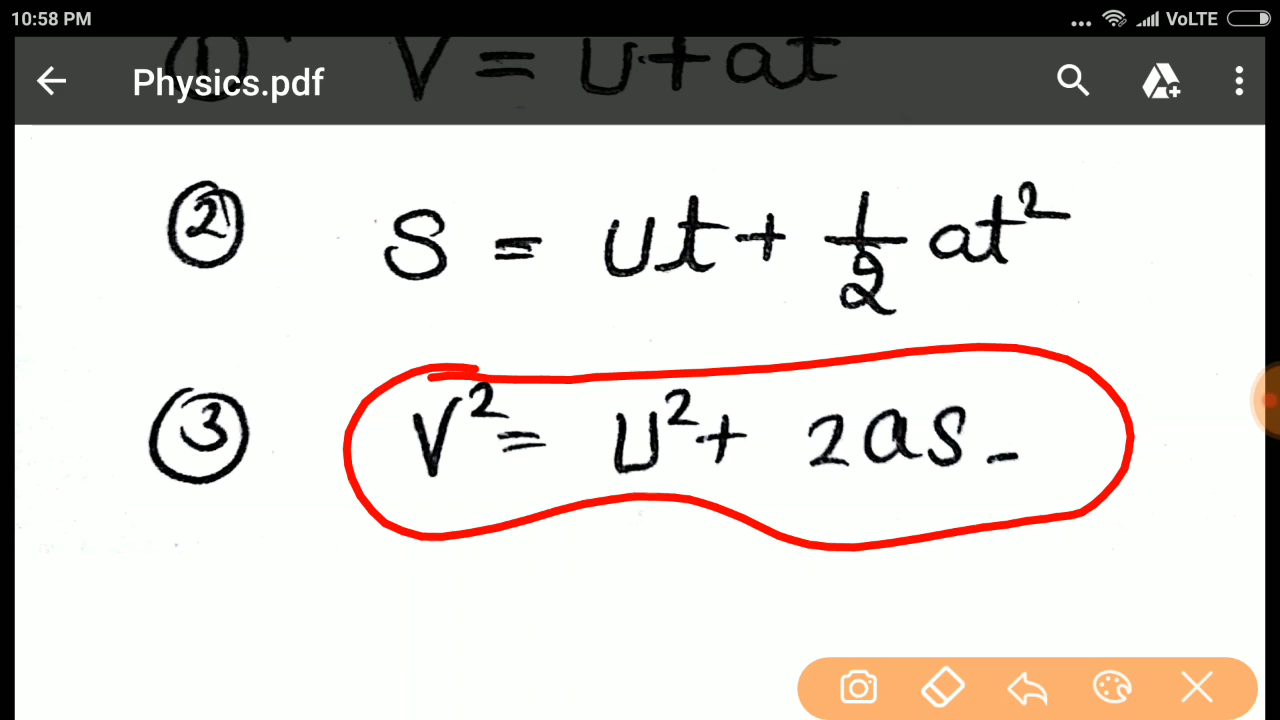 10:58 PM ... VoLTE
① V = U+at
Physics.pdf
② S = Ut + 1/2 at²
③ V² = U² + 2as -